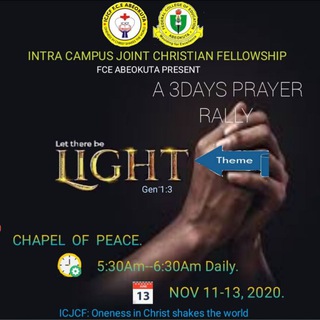 INTRA CAMPUS JOINT CHRISTIAN FELLOWSHIP
FCE ABEOKUTA PRESENT
A 3DAYS PRAYER
RALLY
Let there be
LIGHT
Theme
Gen 1:3
CHAPEL OF PEACE.
5:30Am--6:30Am Daily.
13
NOV 11-13, 2020.
ICJCF: Oneness in Christ shakes the world